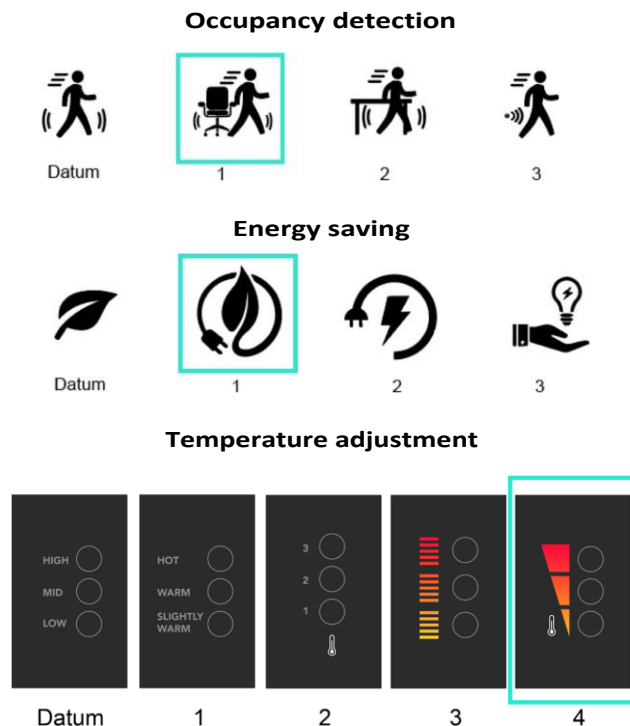 Occupancy detection
Datum 1 2 3
Energy saving
Datum 1 2 3
Temperature adjustment
HIGH
MID
LOW
HOT
WARM
SLIGHTLY
WARM
3
2
1
Datum 1 2 3 4